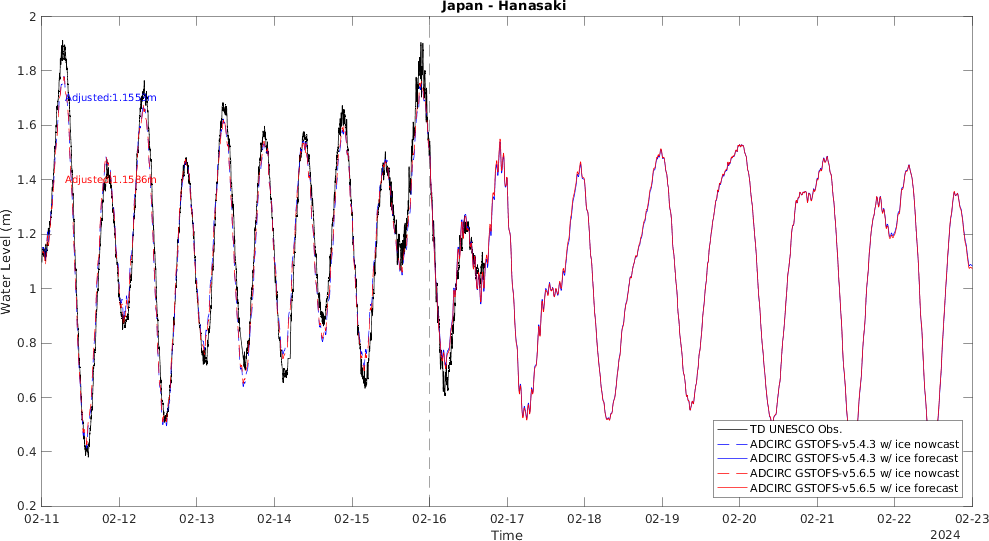 Japan - Hanasaki
2
1.8
1.6
1.4
1.2
1
0.8
0.6
0.4
0.2
Water Level (m)
Adjusted:1.1586m
TD UNESCO Obs.
ADCIRC GSTOFS-v5.4.3 w/ ice nowcast
ADCIRC GSTOFS-v5.4.3 w/ ice forecast
ADCIRC GSTOFS-v5.6.5 w/ ice nowcast
ADCIRC GSTOFS-v5.6.5 w/ ice forecast
02-11 02-12 02-13 02-14 02-15 02-16 02-17 02-18 02-19 02-20 02-21 02-22 02-23
Time
2024